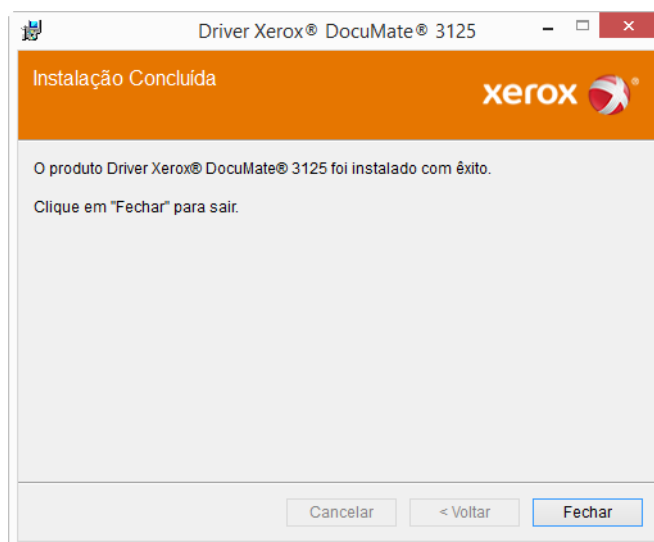 Driver Xerox® DocuMate® 3125
Instalação Concluída
xerox ®
O produto Driver Xerox® DocuMate® 3125 foi instalado com êxito.
Clique em "Fechar" para sair.
Cancelar
< Voltar
Fechar